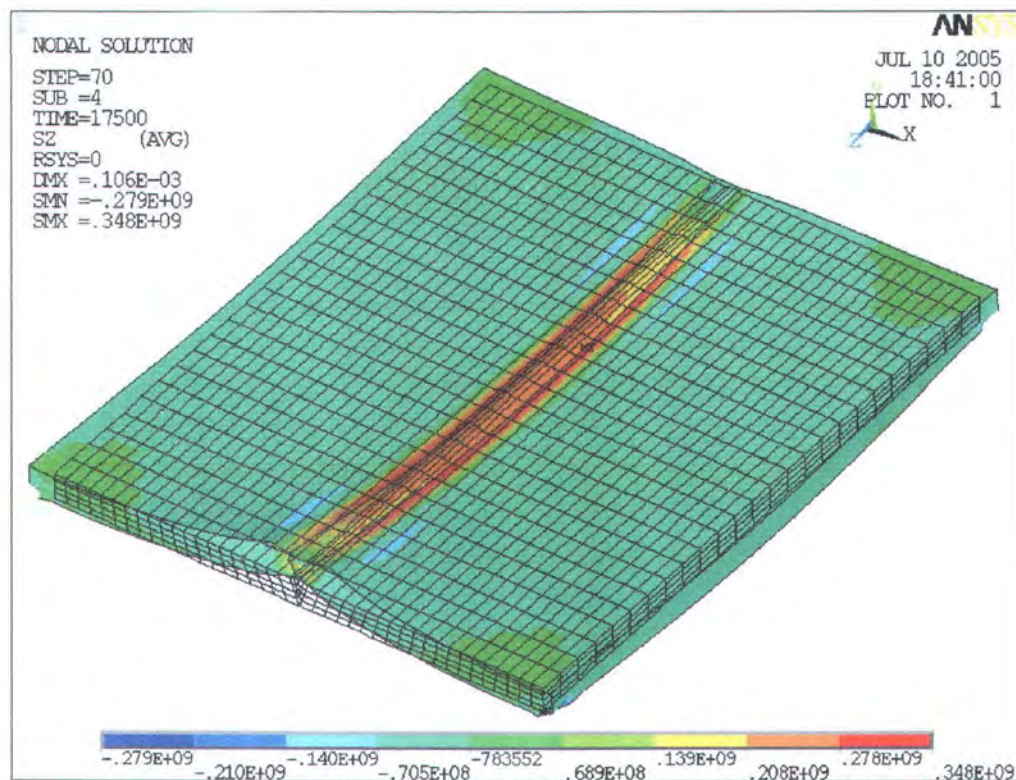 ANSYS
NODAL SOLUTION
STEP=70
SUB =4
TIME=17500
SZ (AVG)
RSYS=0
DMX =.106E-03
SMN =-.279E+09
SMX =.348E+09
JUL 10 2005
18:41:00
PLOT NO. 1
Z X
-.279E+09 -.140E+09 -783552 .139E+09 .278E+09
-.210E+09 -.705E+08 .689E+08 .208E+09 .348E+09